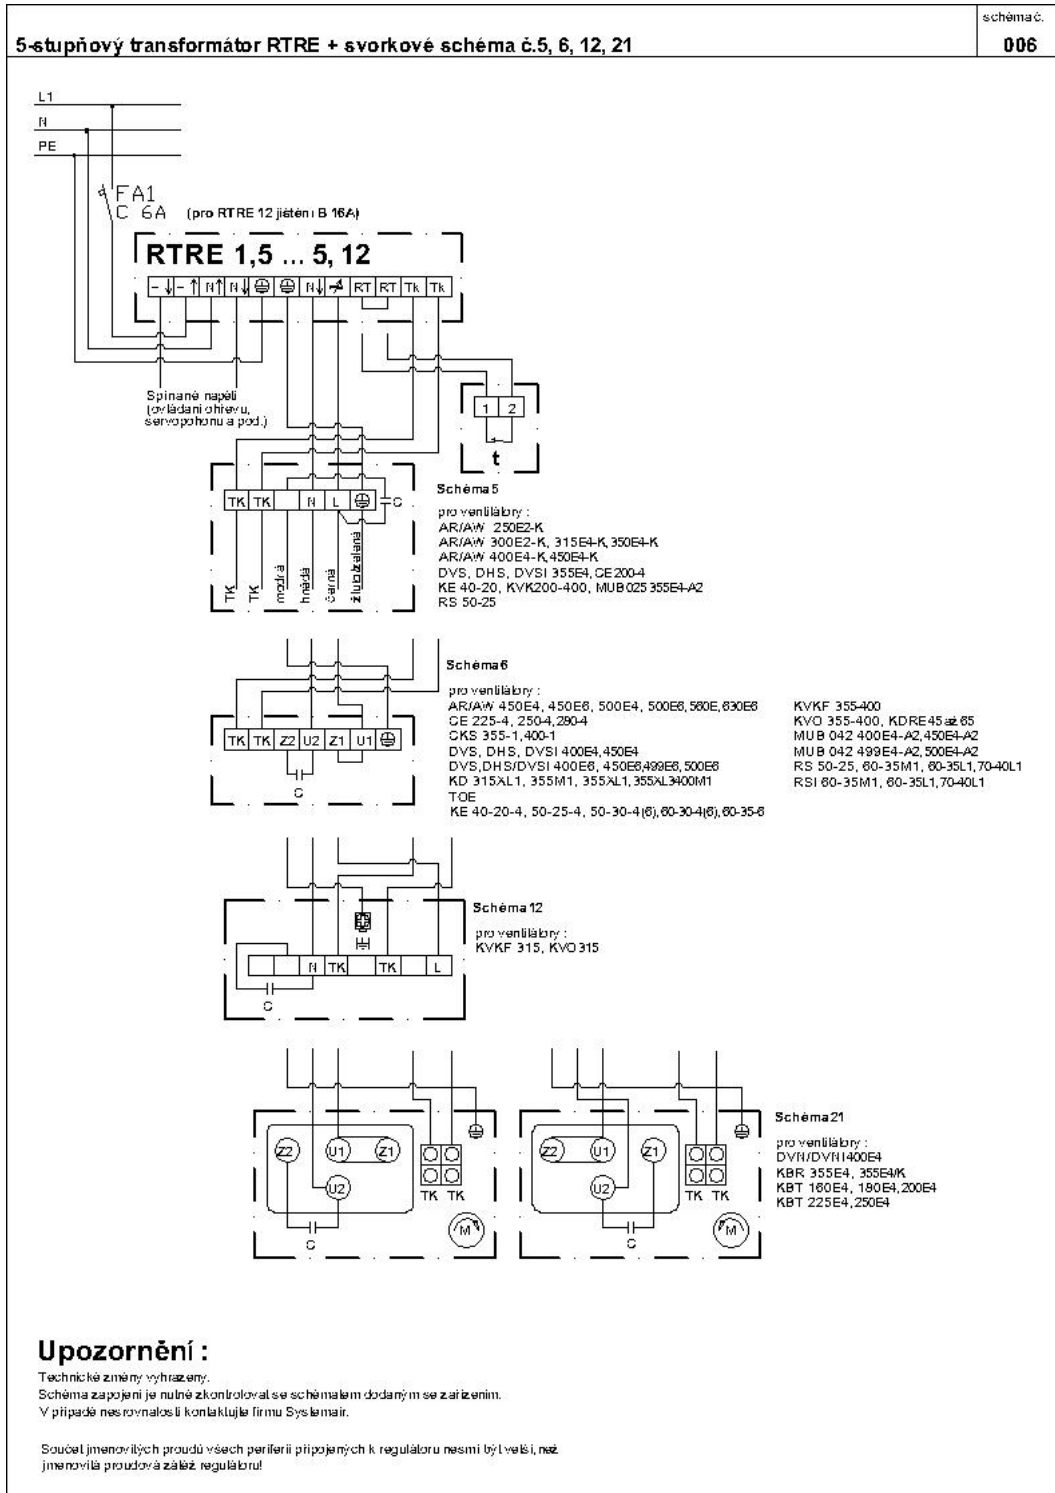 schéma č.
5-stupňový transformátor RTRE + svorkové schéma č.5, 6, 12, 21
006
L1
N
PE
FA1
C 6A
(pro RTRE 12 jištění B 16A)
RTRE 1,5 ... 5, 12
N N N RT RT Tk Tk
Spínané napětí
(ovládaní ohřevu,
servopohonu a pod.)
1 2
t
Schéma 5
TK TK N L C
pro ventilátory :
AR/AW 250E2-K
AR/AW 300E2-K, 315E4-K, 350E4-K
AR/AW 400E4-K, 450E4-K
DVS, DHS, DVSI 355E4, CE 200-4
KE 40-20, KVK200-400, MUB025 355E4-A2
RS 50-25
TK TK modrá hnědá černá žlutozelená
Schéma 6
pro ventilátory :
AR/AW 450E4, 450E6, 500E4, 500E6, 560E, 630E6
CE 225-4, 250-4, 280-4
CKS 355-1, 400-1
DVS, DHS, DVSI 400E4, 450E4
DVS,DHS/DVSI 400E6, 450E6,499E6, 500E6
KD 315XL1, 355M1, 355XL1, 355XL3400M1
TOE
KE 40-20-4, 50-25-4, 50-30-4(6), 60-30-4(6), 60-35-6
KVKF 355-400
KVO 355-400, KDRE45 až 65
MUB 042 400E4-A2, 450E4-A2
MUB 042 499E4-A2, 500E4-A2
RS 50-25, 60-35M1, 60-35L1, 70-40L1
RSI 60-35M1, 60-35L1, 70-40L1
TK TK Z2 U2 Z1 U1
C
Schéma 12
pro ventilátory :
KVKF 315, KVO 315
N TK TK L
C
Schéma 21
pro ventilátory :
DVN/DVNI 400E4
KBR 355E4, 355E4/K
KBT 160E4, 180E4, 200E4
KBT 225E4, 250E4
Z2 U1 Z1
U2
TK TK
C
M
Z2 U1 Z1
U2
TK TK
C
M
Upozornění :
Technické změny vyhrazeny.
Schéma zapojení je nutné zkontrolovat se schématem dodaným se zařízením.
V případě nesrovnalostí kontaktujte firmu Systemair.
Součet jmenovitých proudů všech periferií připojených k regulátoru nesmí být vetší, než
jmenovitá proudová zátěž regulátoru!